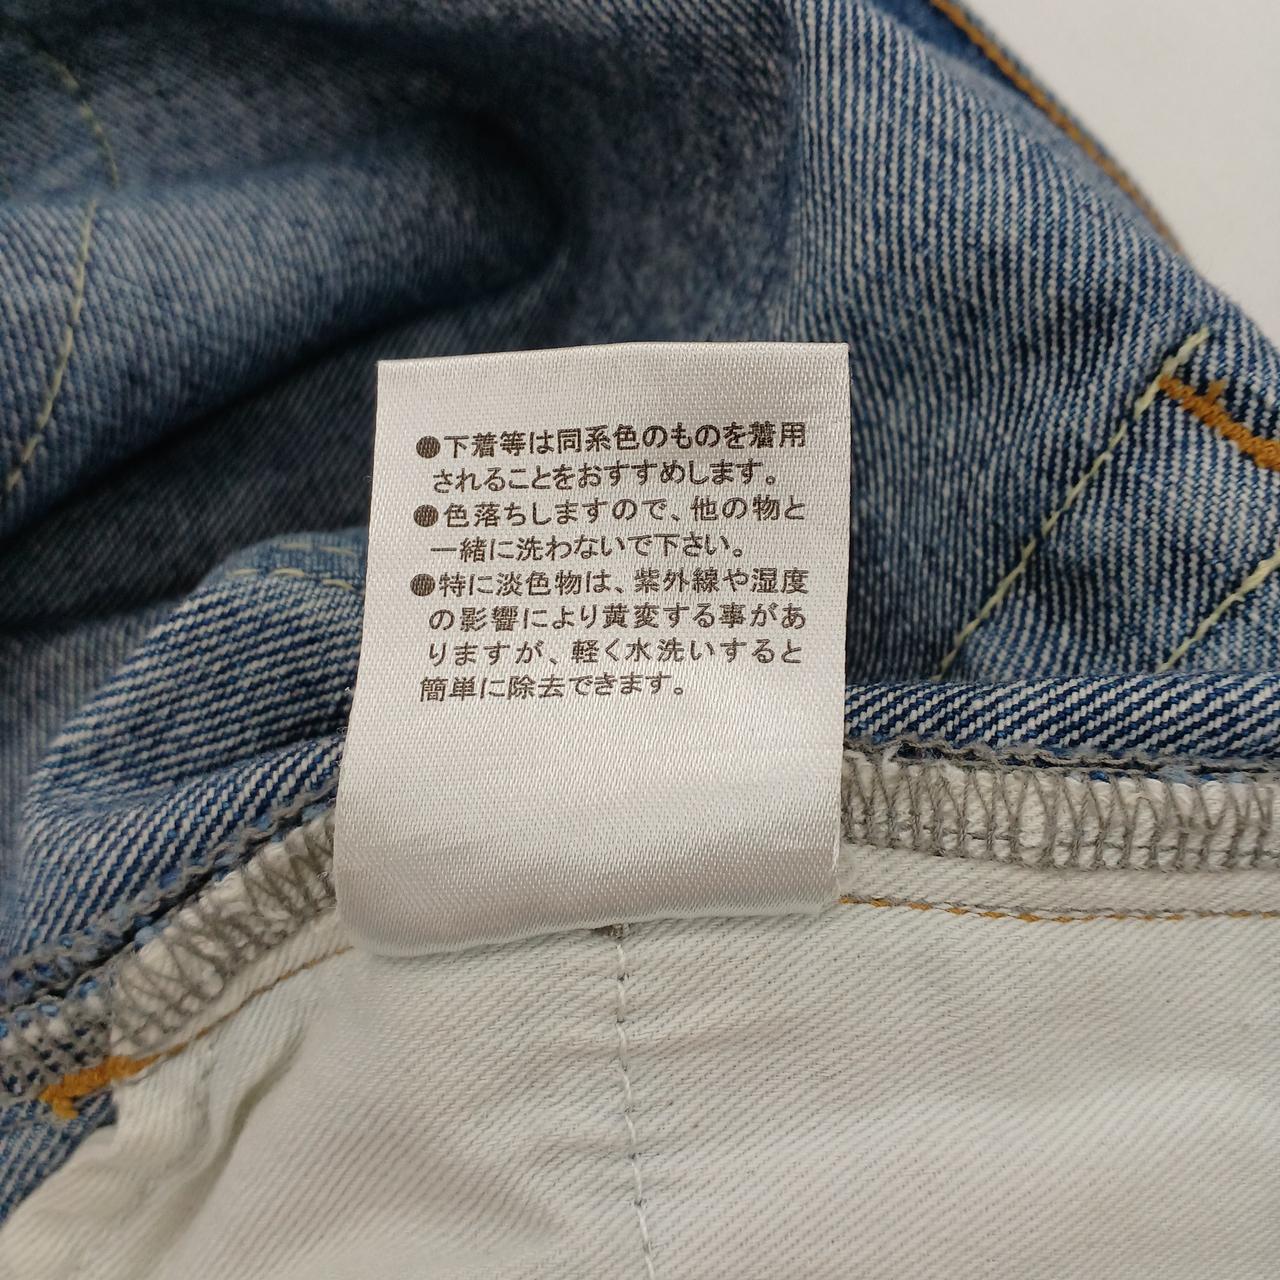 ●下着等は同系色のものを着用
されることをおすすめします。
●色落ちしますので、他の物と
一緒に洗わないで下さい。
●特に淡色物は、紫外線や湿度
の影響により黄変する事があ
りますが、軽く水洗いすると
簡単に除去できます。